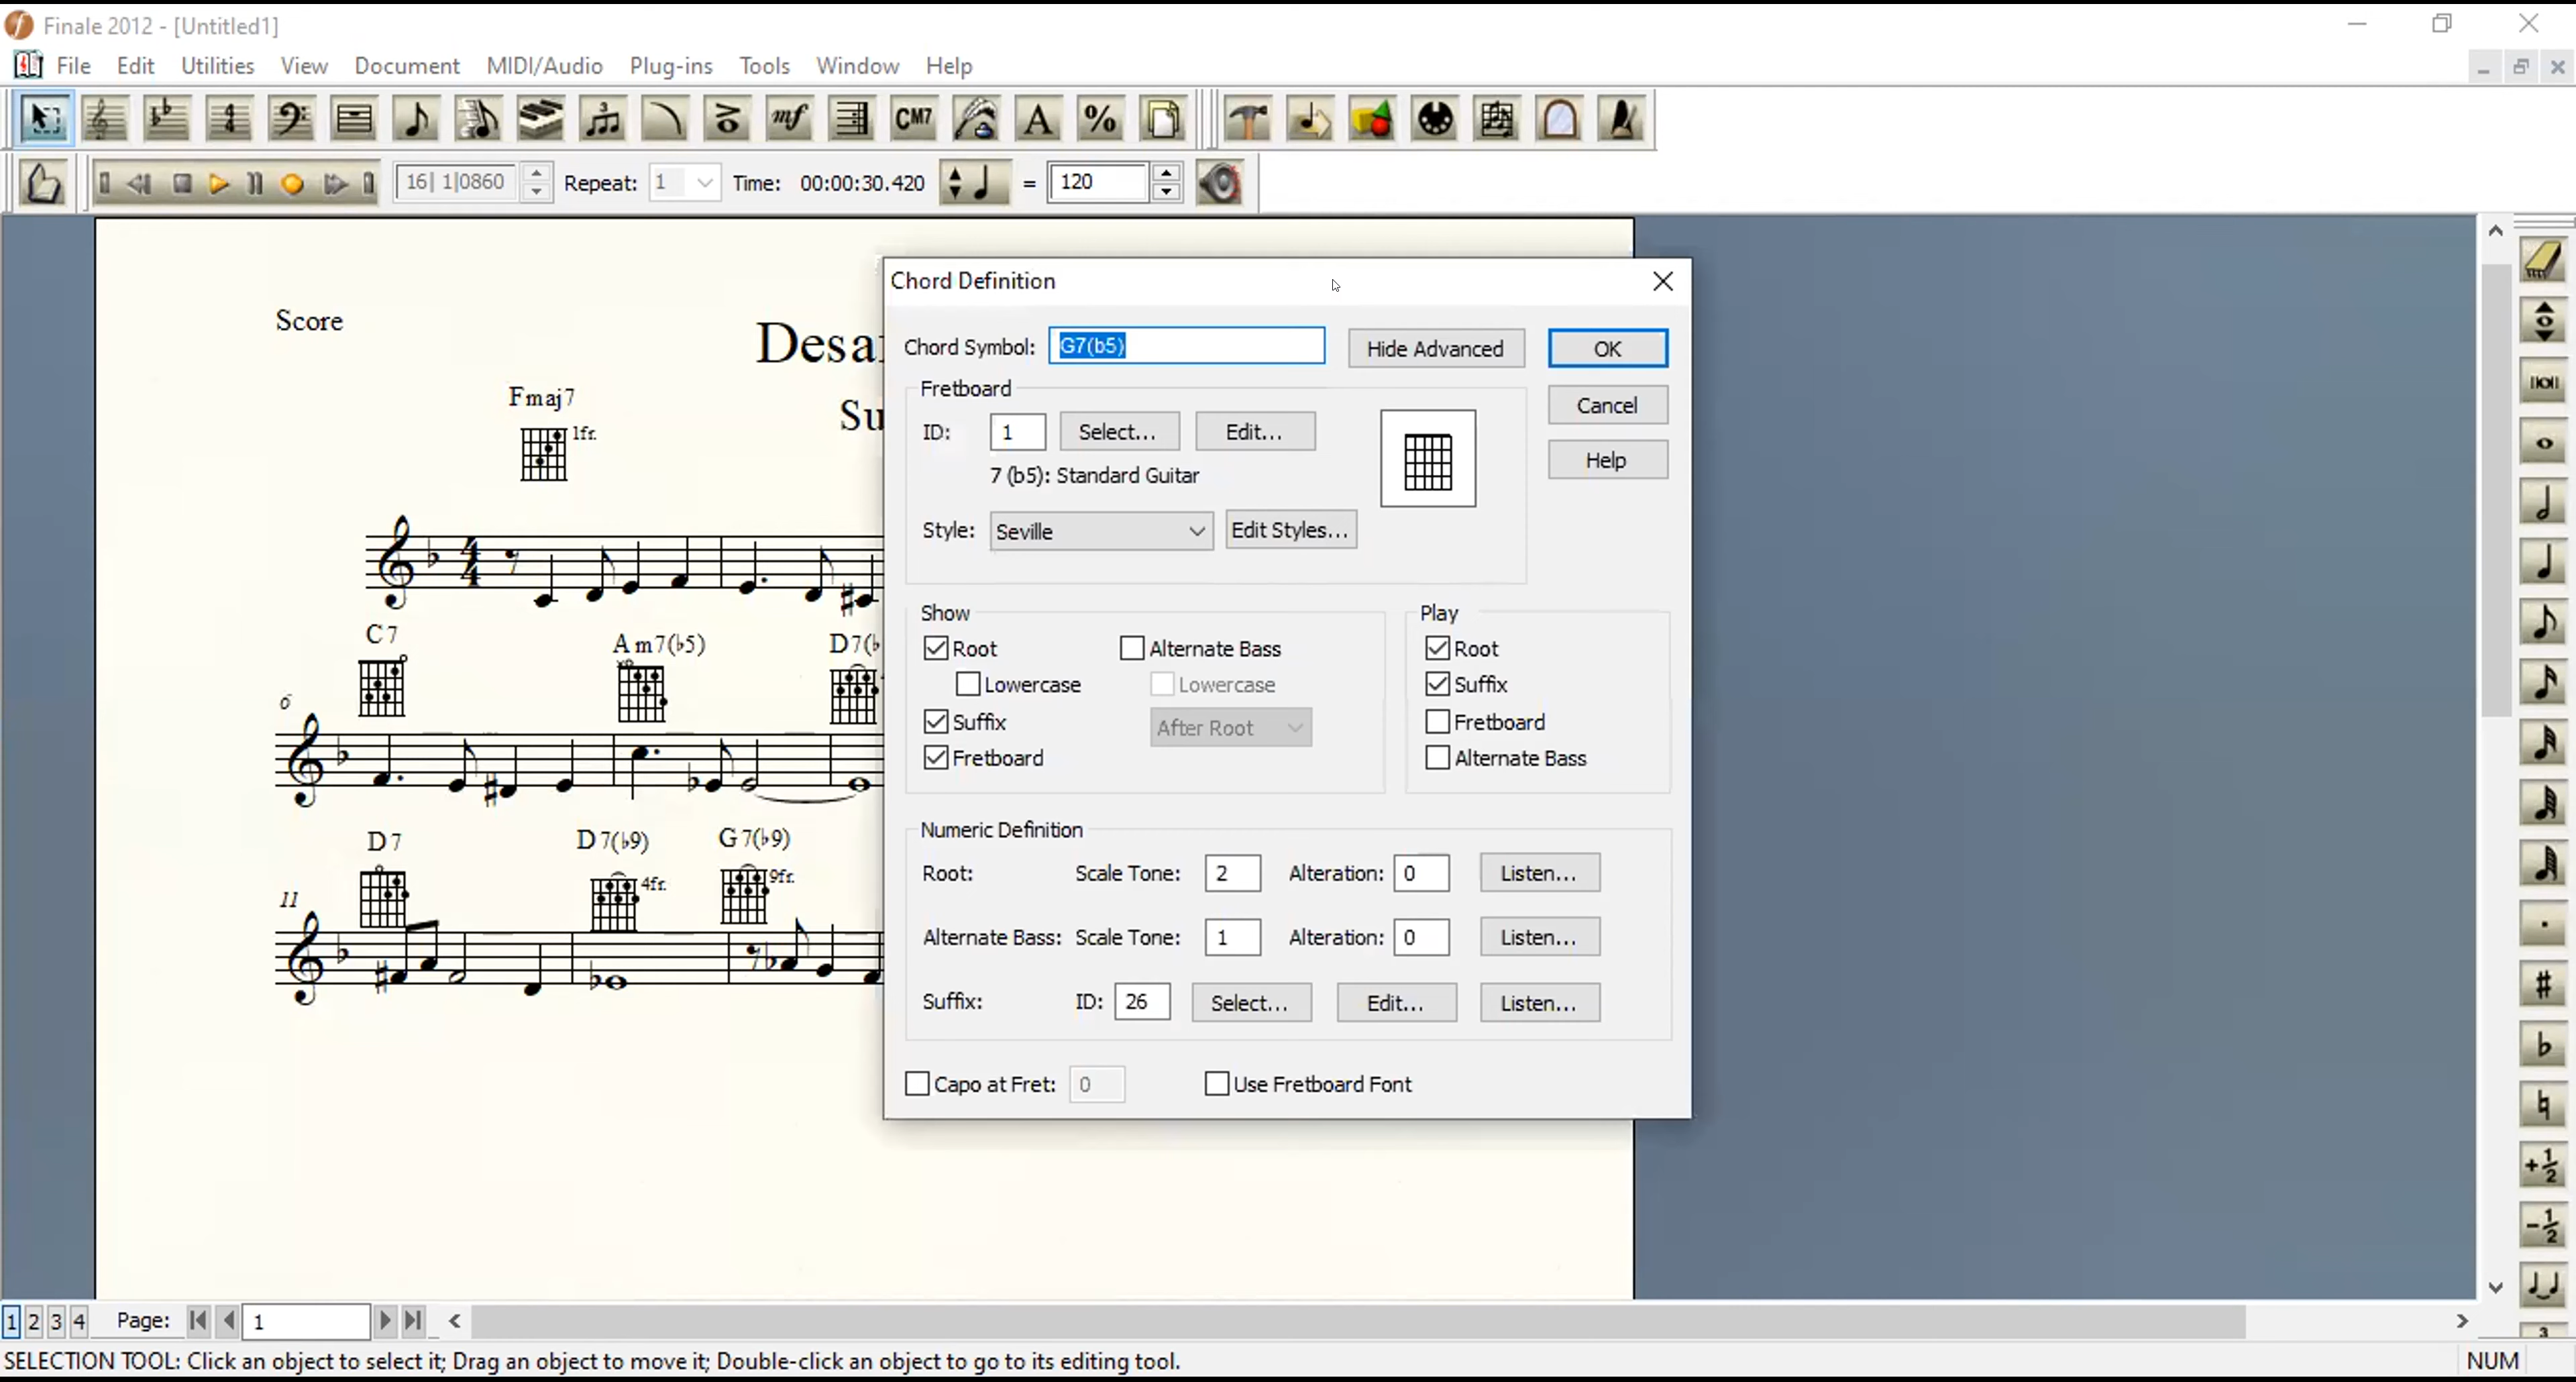 Finale 2012 - [Untitled1]
File Edit Utilities View Document MIDI/Audio Plug-ins Tools Window Help
mf CM7 A %
16| 1|0860 Repeat: 1 Time: 00:00:30.420 = 120
Chord Definition
Score
Desa
Su
Chord Symbol: G7(b5) Hide Advanced OK
Fretboard
Cancel
Fmaj7
1fr.
ID: 1 Select... Edit...
Help
7 (b5): Standard Guitar
Style: Seville Edit Styles...
Show
Play
Root Alternate Bass Root
Lowercase Lowercase Suffix
Suffix After Root Fretboard
Fretboard Alternate Bass
C7 Am7(♭5) D7(♭
6
Numeric Definition
Root: Scale Tone: 2 Alteration: 0 Listen...
Alternate Bass: Scale Tone: 1 Alteration: 0 Listen...
Suffix: ID: 26 Select... Edit... Listen...
Capo at Fret: 0 Use Fretboard Font
D7 D7(♭9) G7(♭9)
4fr. 9fr.
11
+1/2
-1/2
3
1 2 3 4 Page: 1
SELECTION TOOL: Click an object to select it; Drag an object to move it; Double-click an object to go to its editing tool.
NUM